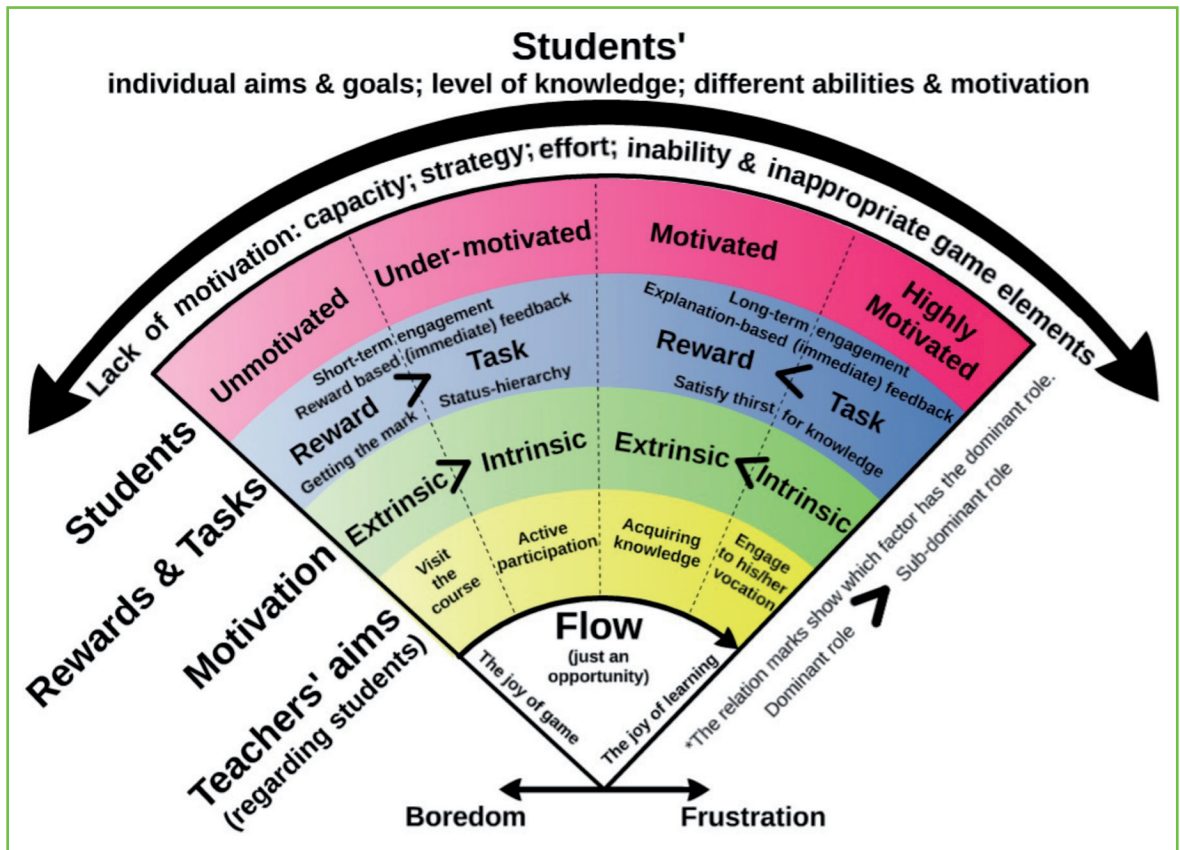 Students'
individual aims & goals; level of knowledge; different abilities & motivation
Lack of motivation: capacity; strategy; effort; inability & inappropriate game elements
Unmotivated
Under-motivated
Motivated
Highly
Motivated
Short-term engagement
Reward based (immediate) feedback
Reward > Task
Getting the mark
Status-hierarchy
Long-term engagement
Explanation-based (immediate) feedback
Reward < Task
Satisfy thirst for knowledge
Extrinsic > Intrinsic
Extrinsic < Intrinsic
Visit
the
course
Active
participation
Acquiring
knowledge
Engage
to his/her
vocation
Students
Rewards & Tasks
Motivation
Teachers' aims
(regarding students)
Flow
(just an
opportunity)
The joy of game
The joy of learning
*The relation marks show which factor has the dominant role.
Dominant role > Sub-dominant role
Boredom
Frustration